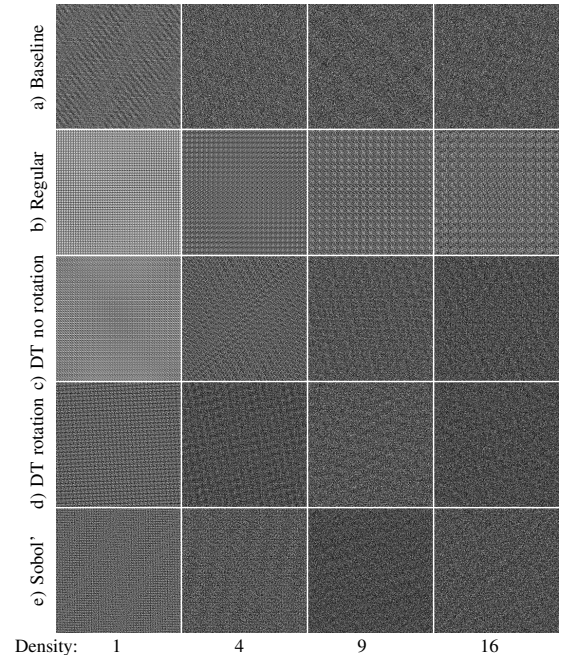 a) Baseline
b) Regular
c) DT no rotation
d) DT rotation
e) Sobol’
Density: 1 4 9 16